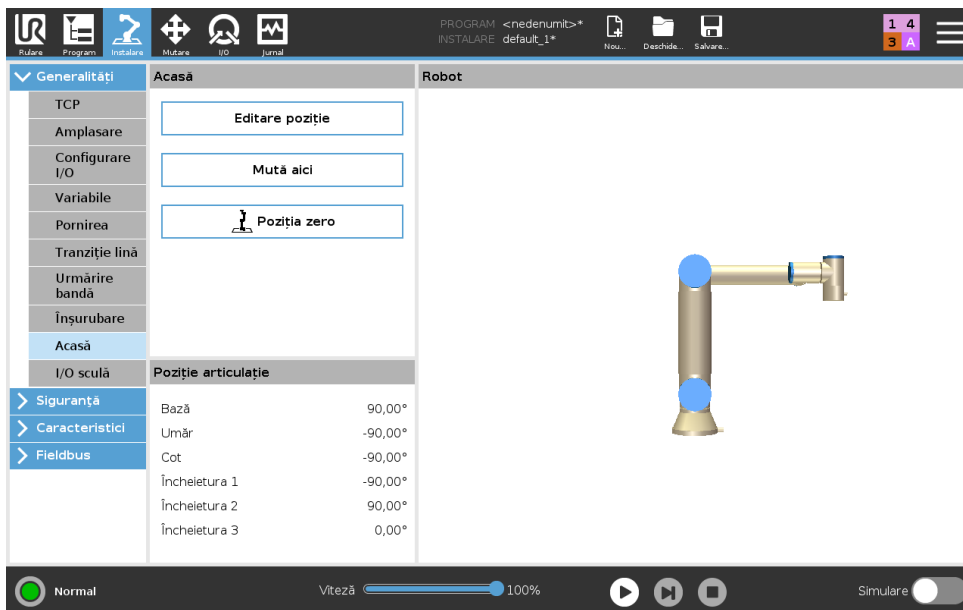 PROGRAM <nedenumit>*
INSTALARE default_1*
1 4
3 A
Rulare Program Instalare Mutare I/O Jurnal Nou... Deschide... Salvare...
Generalități
TCP
Amplasare
Configurare
I/O
Variabile
Pornirea
Tranziție lină
Urmărire
bandă
Înșurubare
Acasă
I/O sculă
Siguranță
Caracteristici
Fieldbus
Acasă
Editare poziție
Mută aici
Poziția zero
Poziție articulație
Bază 90,00°
Umăr -90,00°
Cot -90,00°
Încheietura 1 -90,00°
Încheietura 2 90,00°
Încheietura 3 0,00°
Robot
Normal
Viteză 100%
Simulare